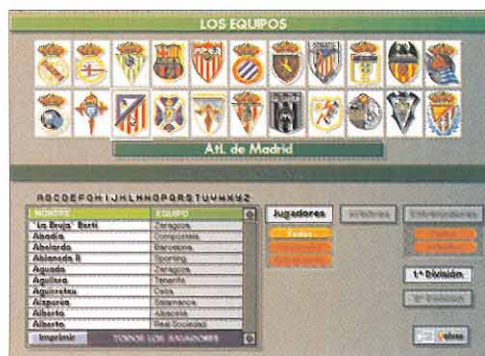 LOS EQUIPOS
Atl. de Madrid
ABCDEFGHIJKLMNOPQRSTUVWXYZ
NOMBRE EQUIPO
"La Bruja" Berti Zaragoza
Abadía Compostela
Abelardo Barcelona
Ablanedo II Sporting
Aguado Zaragoza
Aguilera Tenerife
Aguirretxu Celta
Aizpurua Salamanca
Alberto Albacete
Alberto Real Sociedad
Imprimir TODOS LOS JUGADORES
Jugadores
Todos
Entrenadores
1ª División
2ª División
Volver